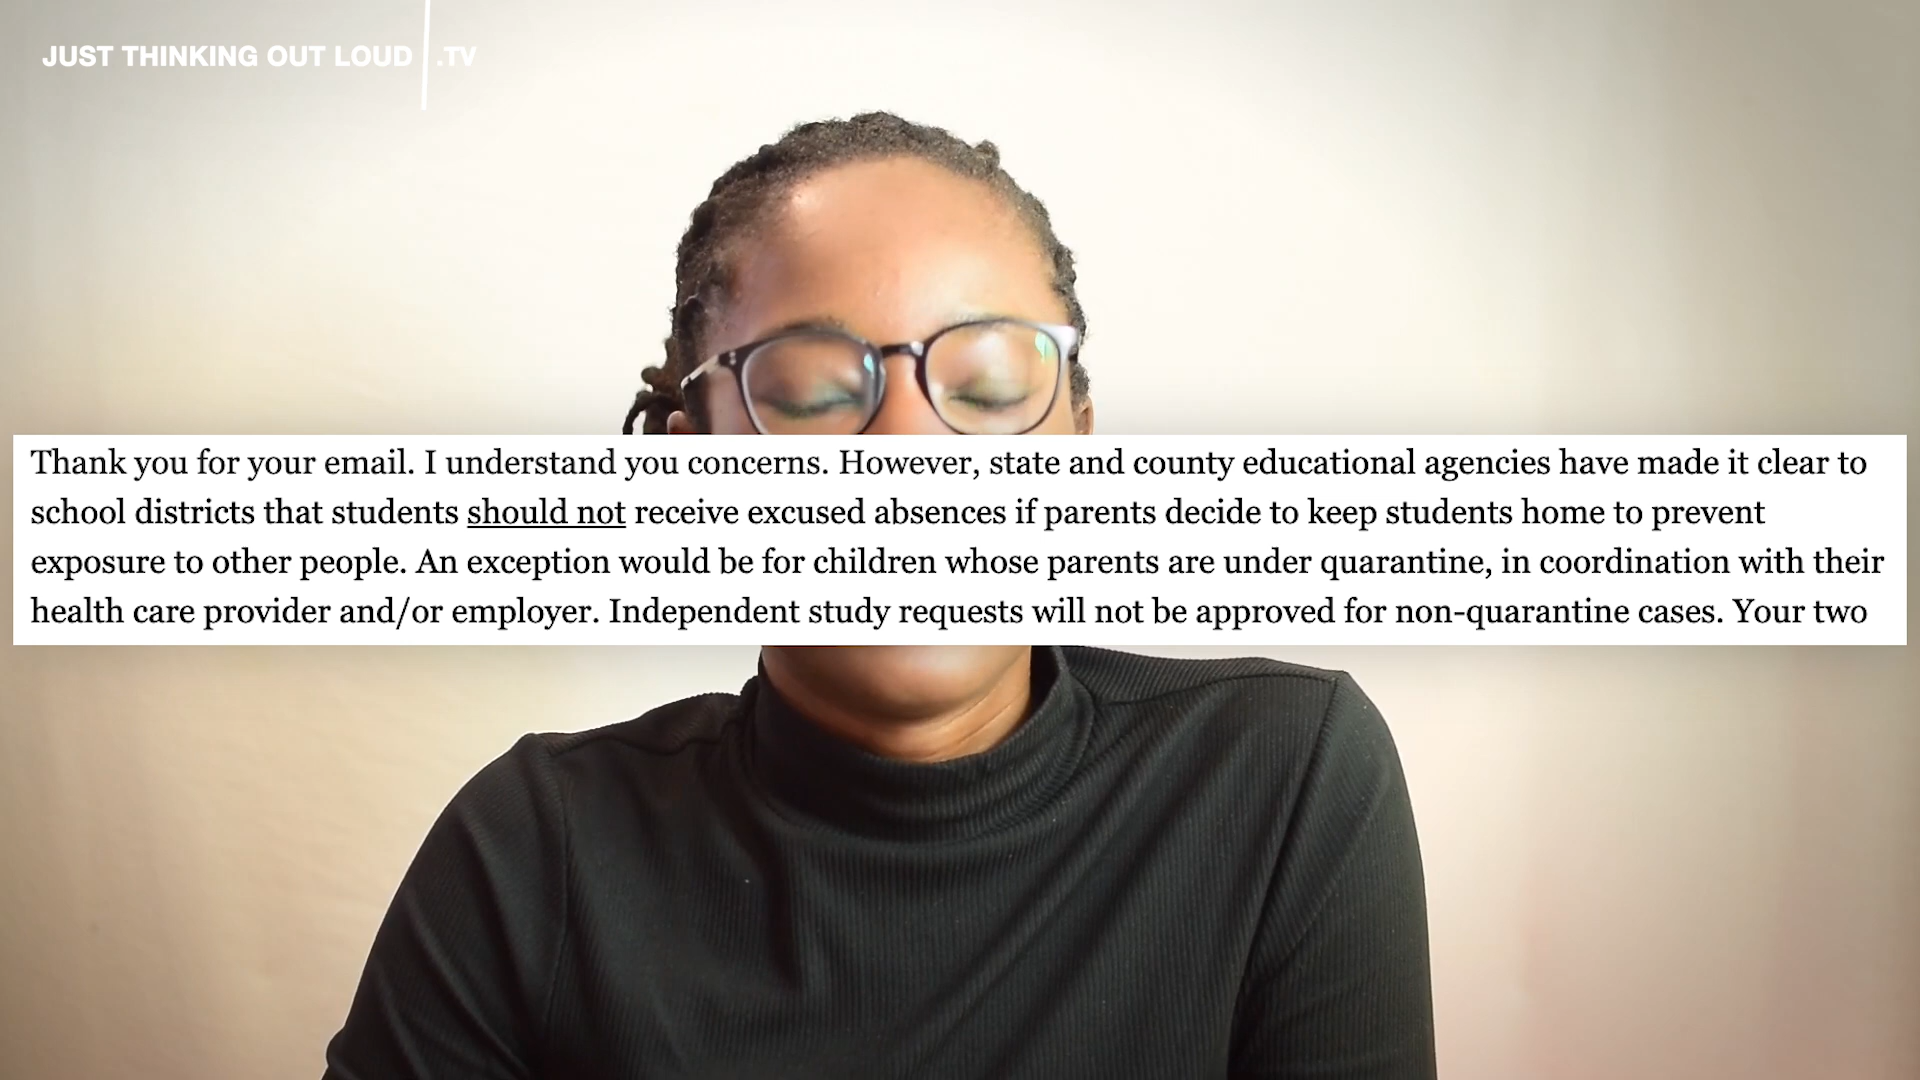 JUST THINKING OUT LOUD .TV
Thank you for your email. I understand you concerns. However, state and county educational agencies have made it clear to
school districts that students should not receive excused absences if parents decide to keep students home to prevent
exposure to other people. An exception would be for children whose parents are under quarantine, in coordination with their
health care provider and/or employer. Independent study requests will not be approved for non-quarantine cases. Your two